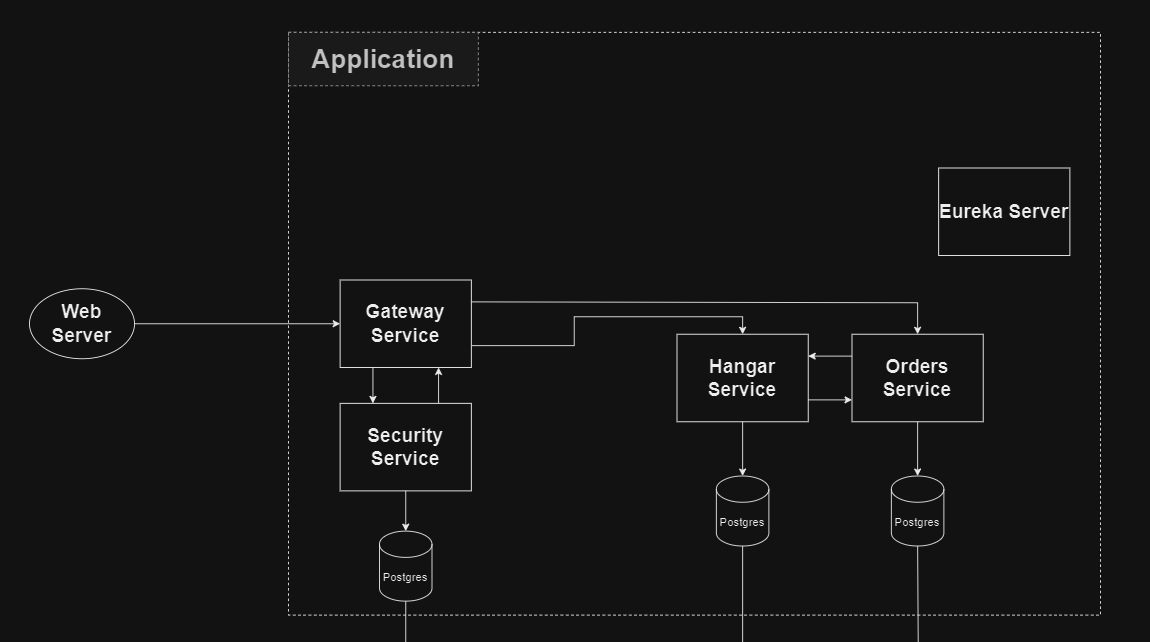 Application
Eureka Server
Web
Server
Gateway
Service
Hangar
Service
Orders
Service
Security
Service
Postgres
Postgres
Postgres